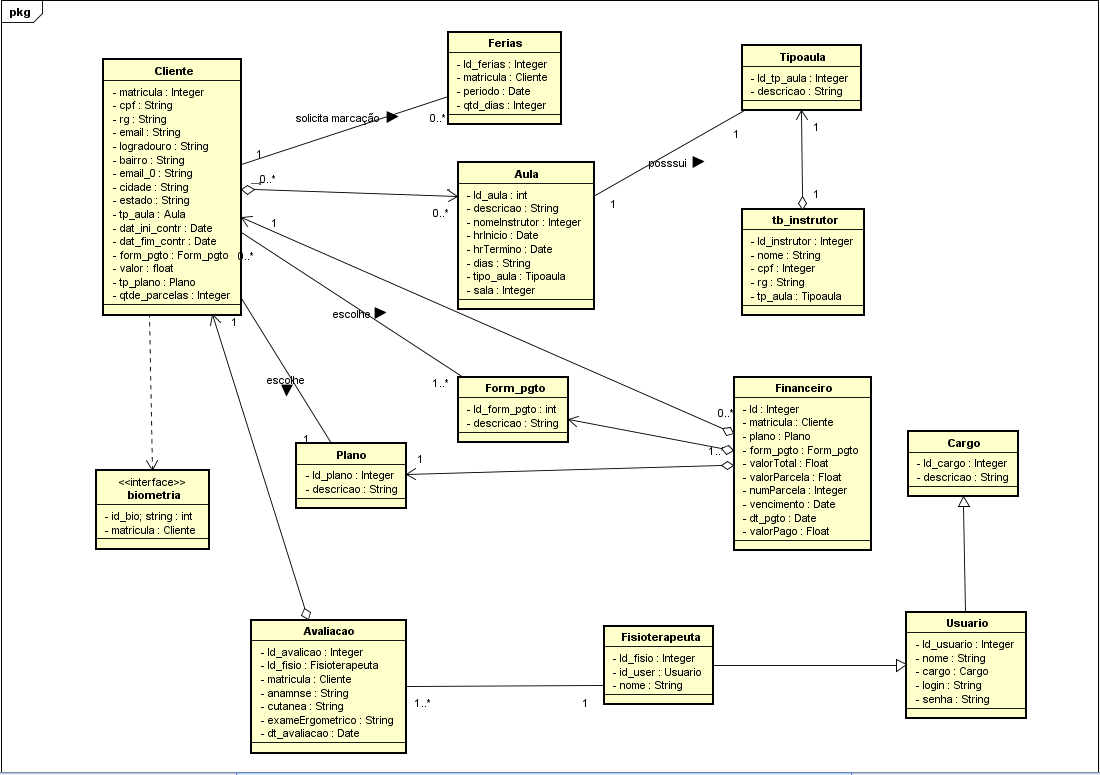 pkg
Cliente
- matricula : Integer
- cpf : String
- rg : String
- email : String
- logradouro : String
- bairro : String
- email_0 : String
- cidade : String
- estado : String
- tp_aula : Aula
- dat_ini_contr : Date
- dat_fim_contr : Date
- form_pgto : Form_pgto
- valor : float
- tp_plano : Plano
- qtde_parcelas : Integer
Ferias
- Id_ferias : Integer
- matricula : Cliente
- periodo : Date
- qtd_dias : Integer
solicita marcação
0..*
1
Tipoaula
- Id_tp_aula : Integer
- descricao : String
1
1
posssui
1
Aula
- Id_aula : int
- descricao : String
- nomeInstrutor : Integer
- hrInicio : Date
- hrTermino : Date
- dias : String
- tipo_aula : Tipoaula
- sala : Integer
0..*
0..*
1
tb_instrutor
- Id_instrutor : Integer
- nome : String
- cpf : Integer
- rg : String
- tp_aula : Tipoaula
1
0..*
escolhe
1..*
1
escolhe
1
Form_pgto
- Id_form_pgto : int
- descricao : String
Financeiro
- Id : Integer
- matricula : Cliente
- plano : Plano
- form_pgto : Form_pgto
- valorTotal : Float
- valorParcela : Float
- numParcela : Integer
- vencimento : Date
- dt_pgto : Date
- valorPago : Float
0..*
1..
1
Plano
- Id_plano : Integer
- descricao : String
Cargo
- Id_cargo : Integer
- descricao : String
<<interface>>
biometria
- id_bio; string : int
- matricula : Cliente
Avaliacao
- Id_avalicao : Integer
- Id_fisio : Fisioterapeuta
- matricula : Cliente
- anamnse : String
- cutanea : String
- exameErgometrico : String
- dt_avaliacao : Date
1..*
1
Fisioterapeuta
- Id_fisio : Integer
- id_user : Usuario
- nome : String
Usuario
- Id_usuario : Integer
- nome : String
- cargo : Cargo
- login : String
- senha : String